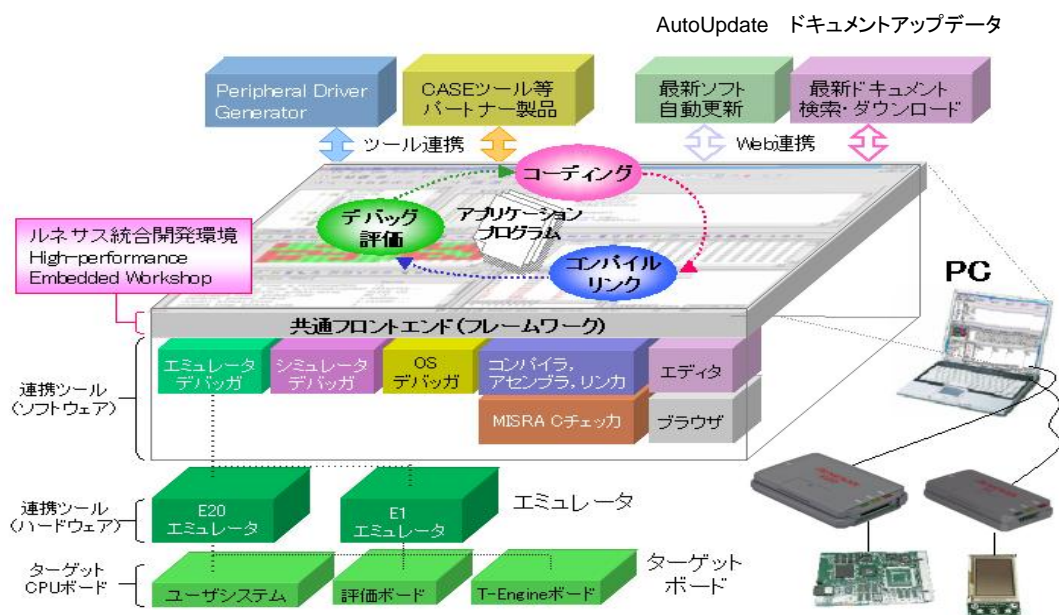 AutoUpdate ドキュメントアップデータ
Peripheral Driver
Generator
CASEツール等
パートナー製品
最新ソフト
自動更新
最新ドキュメント
検索・ダウンロード
ツール連携
Web連携
コーディング
デバッグ
評価
アプリケーション
プログラム
コンパイル
リンク
ルネサス統合開発環境
High-performance
Embedded Workshop
PC
共通フロントエンド(フレームワーク)
連携ツール
(ソフトウェア)
エミュレータ
デバッガ
シミュレータ
デバッガ
OS
デバッガ
コンパイラ,
アセンブラ,リンカ
エディタ
MISRA Cチェッカ
ブラウザ
連携ツール
(ハードウェア)
E20
エミュレータ
E1
エミュレータ
エミュレータ
ターゲット
CPUボード
ユーザシステム
評価ボード
T-Engineボード
ターゲット
ボード